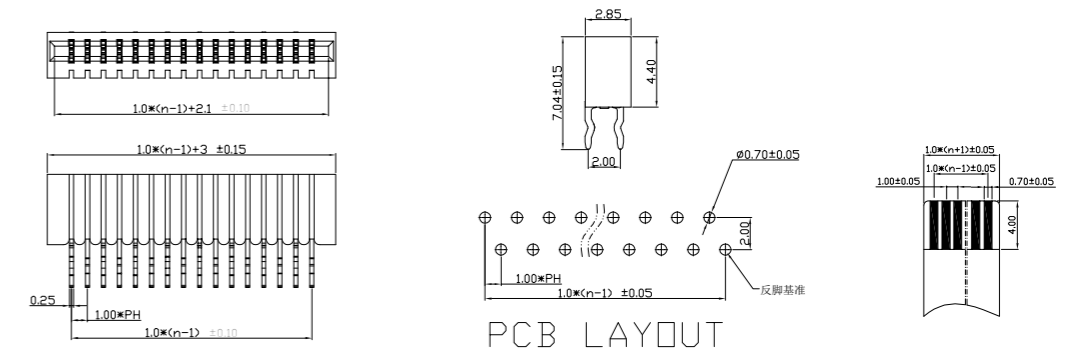 1.0*(n-1)+2.1 ±0.10
1.0*(n-1)+3 ±0.15
0.25
1.00*PH
1.0*(n-1) ±0.10
2.85
7.04±0.15
4.40
2.00
Ø0.70±0.05
2.00
1.00*PH
1.0*(n-1) ±0.05
反脚基准
PCB LAYOUT
1.0*(n+1)±0.05
1.0*(n-1)±0.05
1.00±0.05
0.70±0.05
4.00